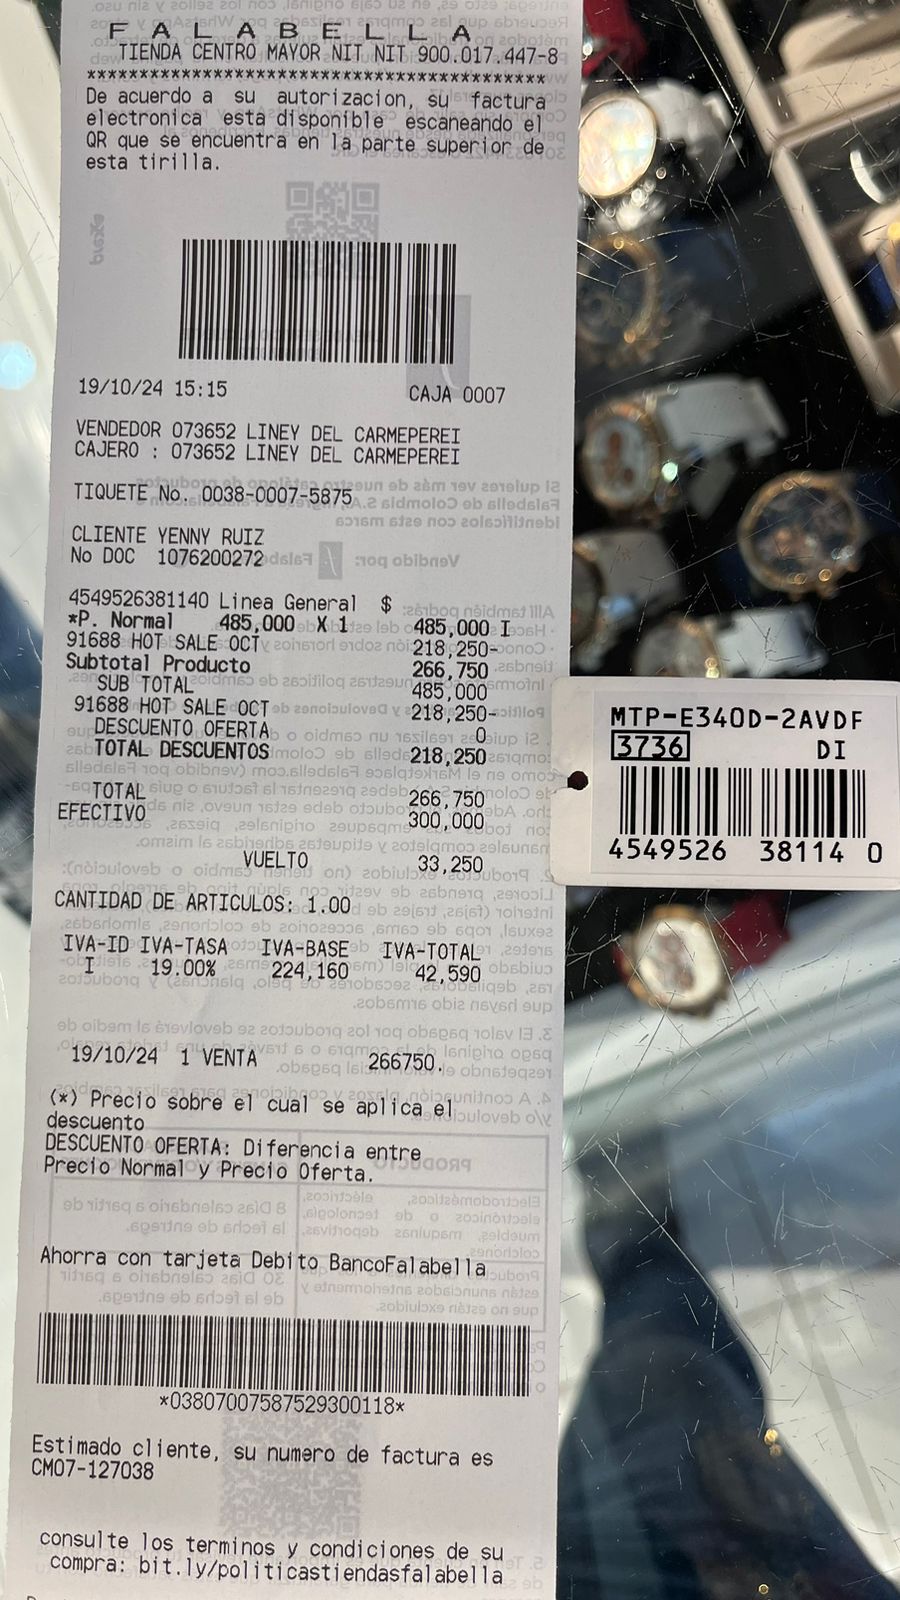 F A L A B E L L A
TIENDA CENTRO MAYOR NIT NIT 900.017.447-8
**********************************************
De acuerdo a su autorizacion, su factura
electronica esta disponible escaneando el
QR que se encuentra en la parte superior de
esta tirilla.
19/10/24 15:15 CAJA 0007
VENDEDOR 073652 LINEY DEL CARMEPEREI
CAJERO : 073652 LINEY DEL CARMEPEREI
TIQUETE No. 0038-0007-5875
CLIENTE YENNY RUIZ
No DOC 1076200272
4549526381140 Linea General $
*P. Normal 485,000 X 1 485,000 I
91688 HOT SALE OCT 218,250-
Subtotal Producto 266,750
SUB TOTAL 485,000
91688 HOT SALE OCT 218,250-
DESCUENTO OFERTA 0
TOTAL DESCUENTOS 218,250
TOTAL 266,750
EFECTIVO 300,000
VUELTO 33,250
CANTIDAD DE ARTICULOS: 1.00
IVA-ID IVA-TASA IVA-BASE IVA-TOTAL
I 19.00% 224,160 42,590
19/10/24 1 VENTA 266750.
(*) Precio sobre el cual se aplica el
descuento
DESCUENTO OFERTA: Diferencia entre
Precio Normal y Precio Oferta.
Ahorra con tarjeta Debito BancoFalabella
*03807007587529300118*
Estimado cliente, su numero de factura es
CM07-127038
consulte los terminos y condiciones de su
compra: bit.ly/politicastiendasfalabella
MTP-E340D-2AVDF
3736 DI
4549526 38114 0